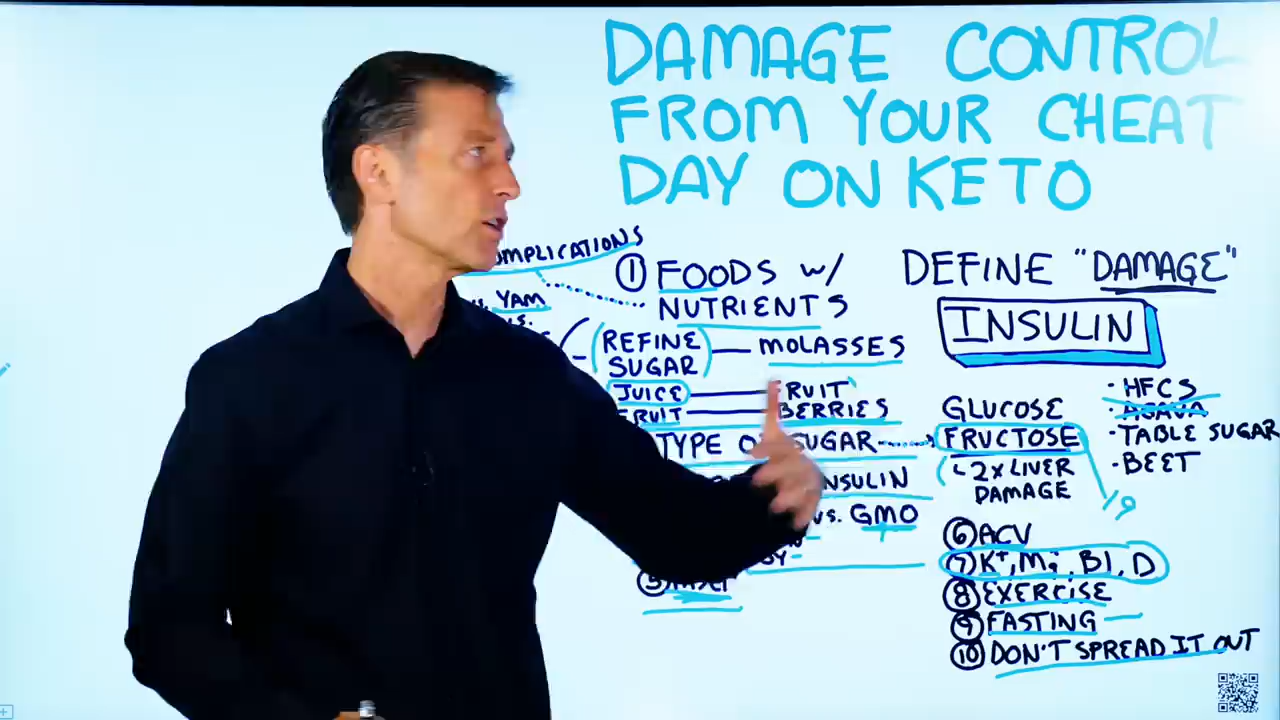 DAMAGE CONTROL
FROM YOUR CHEAT
DAY ON KETO
① FOODS W/
NUTRIENTS
YAM
REFINE
SUGAR
MOLASSES
JUICE
FRUIT
BERRIES
TYPE OF SUGAR
INSULIN
VS. GMO
DEFINE "DAMAGE"
INSULIN
GLUCOSE
FRUCTOSE
2X LIVER
DAMAGE
· HFCS
· AGAVA
· TABLE SUGAR
· BEET
⑥ ACV
⑦ K+, Mg, B1, D
⑧ EXERCISE
⑨ FASTING
⑩ DON'T SPREAD IT OUT